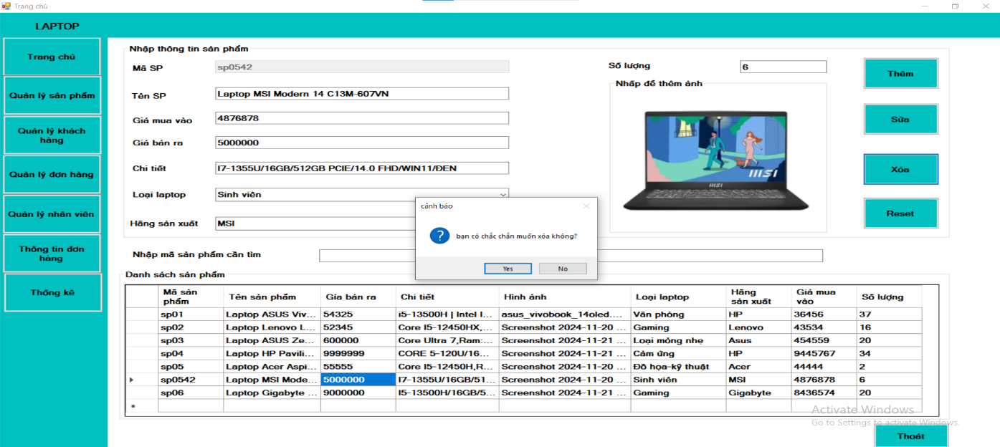 Trang chủ
LAPTOP
Trang chủ
Quản lý sản phẩm
Quản lý khách
hàng
Quản lý đơn hàng
Quản lý nhân viên
Thông tin đơn
hàng
Thống kê
Nhập thông tin sản phẩm
Mã SP
sp0542
Tên SP
Laptop MSI Modern 14 C13M-607VN
Giá mua vào
4876878
Giá bán ra
5000000
Chi tiết
I7-1355U/16GB/512GB PCIE/14.0 FHD/WIN11/ĐEN
Loại laptop
Sinh viên
Hãng sản xuất
MSI
Số lượng
6
Nhấp để thêm ảnh
msi
msi
Thêm
Sửa
Xóa
Reset
cảnh báo
bạn có chắc chắn muốn xóa không?
Yes No
Nhập mã sản phẩm cần tìm
Danh sách sản phẩm
Mã sản phẩm Tên sản phẩm Gía bán ra Chi tiết Hình ảnh Loại laptop Hãng sản xuất Giá mua vào Số lượng
sp01 Laptop ASUS Viv... 54325 i5-13500H | Intel I... asus_vivobook_14oled.... Văn phòng HP 36456 37
sp02 Laptop Lenovo L... 52345 Core I5-12450HX,... Screenshot 2024-11-20 ... Gaming Lenovo 43534 16
sp03 Laptop ASUS Ze... 600000 Core Ultra 7,Ram:... Screenshot 2024-11-21 ... Loại mỏng nhẹ Asus 454559 20
sp04 Laptop HP Pavili... 9999999 CORE 5-120U/16... Screenshot 2024-11-21 ... Cảm ứng HP 9445767 34
sp05 Laptop Acer Aspi... 55555 Core I5-12450H,R... Screenshot 2024-11-20 ... Đồ họa-kỹ thuật Acer 44444 2
sp0542 Laptop MSI Mode... 5000000 I7-1355U/16GB/51... Screenshot 2024-11-20 ... Sinh viên MSI 4876878 6
sp06 Laptop Gigabyte ... 9000000 I5-13500H/16GB/5... Screenshot 2024-11-21 ... Gaming Gigabyte 8436574 20
Activate Windows
Go to Settings to activate Windows.
Thoát